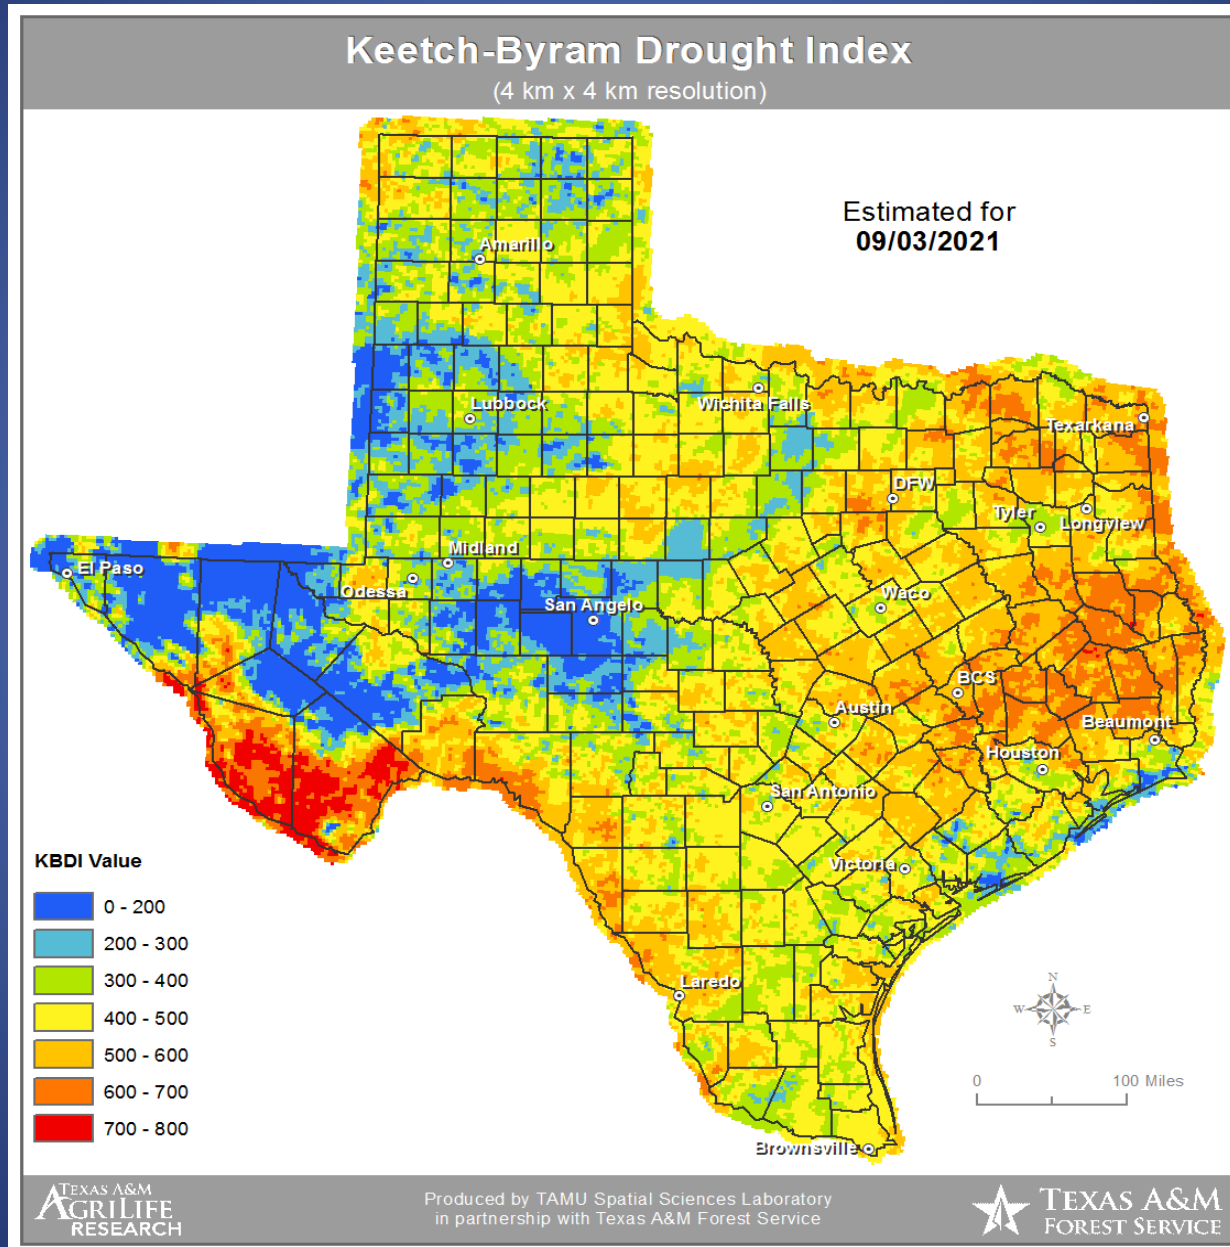 Keetch-Byram Drought Index
(4 km x 4 km resolution)
Estimated for
09/03/2021
Amarillo
Lubbock
Wichita Falls
Texarkana
DFW
Tyler
Longview
Midland
El Paso
Odessa
San Angelo
Waco
BCS
Austin
Beaumont
Houston
San Antonio
Victoria
Laredo
Brownsville
KBDI Value
0 - 200
200 - 300
300 - 400
400 - 500
500 - 600
600 - 700
700 - 800
N
W
E
S
0 100 Miles
TEXAS A&M
AGRILIFE
RESEARCH
Produced by TAMU Spatial Sciences Laboratory
in partnership with Texas A&M Forest Service
TEXAS A&M
FOREST SERVICE